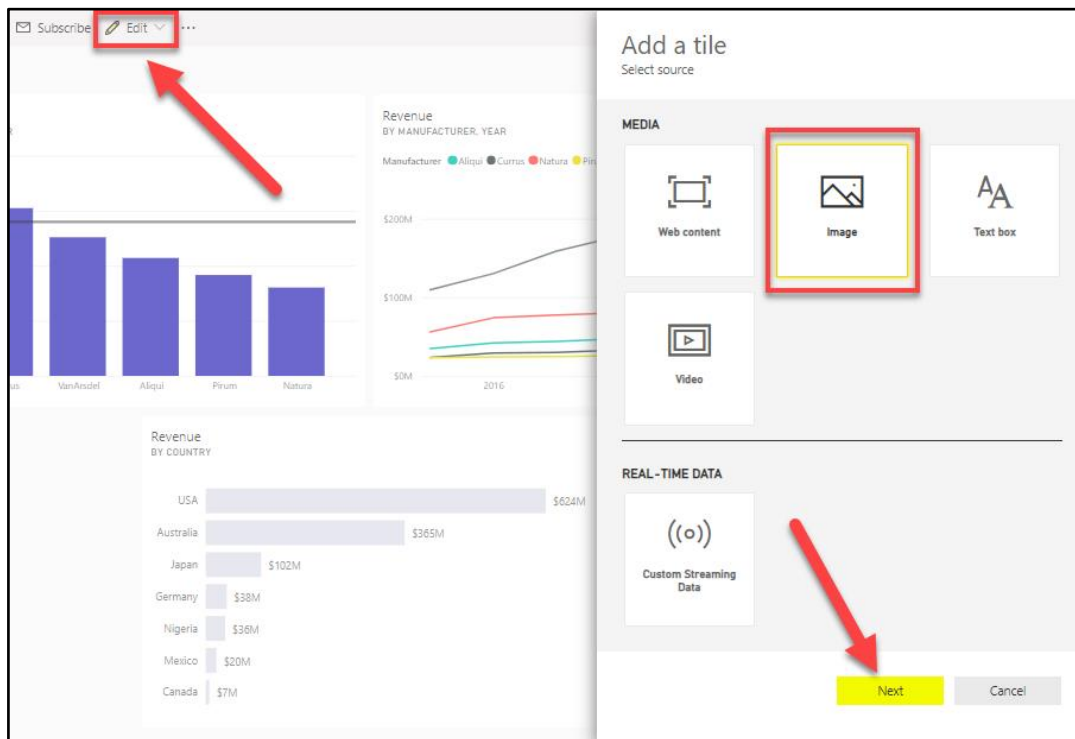 Subscribe
Edit
Revenue
BY MANUFACTURER, YEAR
Manufacturer Aliqui Currus Natura
$200M
$100M
$0M
2016
VanArsdel Aliqui Pirum Natura
Revenue
BY COUNTRY
USA $624M
Australia $365M
Japan $102M
Germany $38M
Nigeria $36M
Mexico $20M
Canada $7M
Add a tile
Select source
MEDIA
Web content
Image
Text box
Video
REAL-TIME DATA
Custom Streaming
Data
Next
Cancel